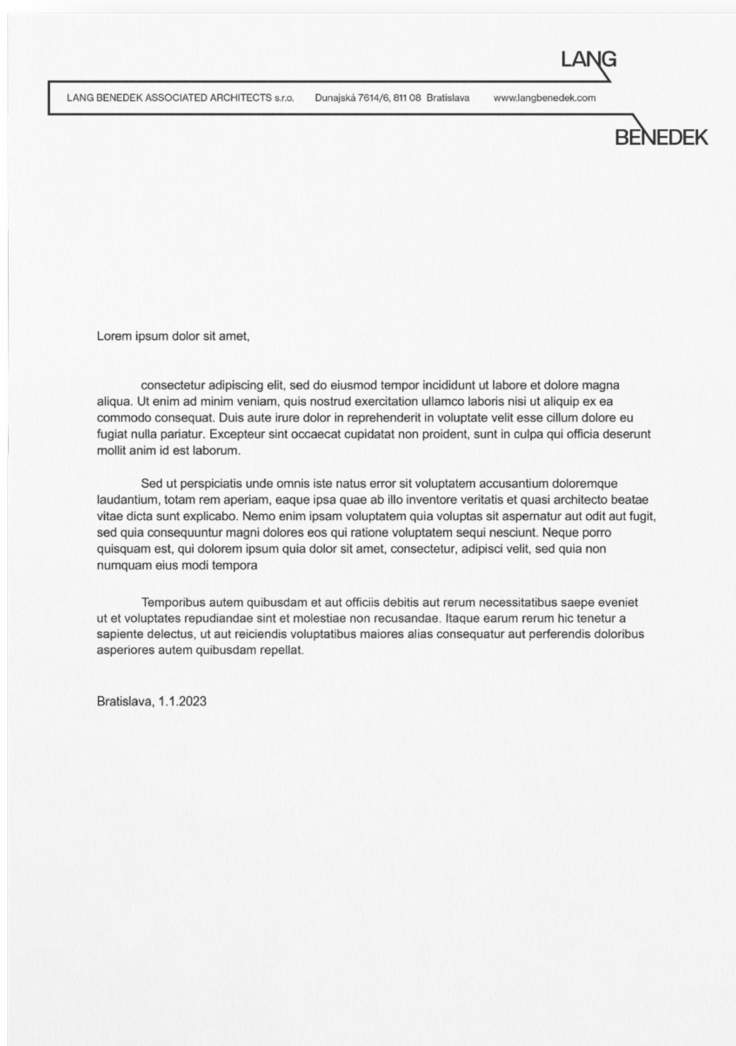 LANG
LANG BENEDEK ASSOCIATED ARCHITECTS s.r.o. Dunajská 7614/6, 811 08 Bratislava www.langbenedek.com
BENEDEK
Lorem ipsum dolor sit amet,
consectetur adipiscing elit, sed do eiusmod tempor incididunt ut labore et dolore magna
aliqua. Ut enim ad minim veniam, quis nostrud exercitation ullamco laboris nisi ut aliquip ex ea
commodo consequat. Duis aute irure dolor in reprehenderit in voluptate velit esse cillum dolore eu
fugiat nulla pariatur. Excepteur sint occaecat cupidatat non proident, sunt in culpa qui officia deserunt
mollit anim id est laborum.
Sed ut perspiciatis unde omnis iste natus error sit voluptatem accusantium doloremque
laudantium, totam rem aperiam, eaque ipsa quae ab illo inventore veritatis et quasi architecto beatae
vitae dicta sunt explicabo. Nemo enim ipsam voluptatem quia voluptas sit aspernatur aut odit aut fugit,
sed quia consequuntur magni dolores eos qui ratione voluptatem sequi nesciunt. Neque porro
quisquam est, qui dolorem ipsum quia dolor sit amet, consectetur, adipisci velit, sed quia non
numquam eius modi tempora
Temporibus autem quibusdam et aut officiis debitis aut rerum necessitatibus saepe eveniet
ut et voluptates repudiandae sint et molestiae non recusandae. Itaque earum rerum hic tenetur a
sapiente delectus, ut aut reiciendis voluptatibus maiores alias consequatur aut perferendis doloribus
asperiores autem quibusdam repellat.
Bratislava, 1.1.2023